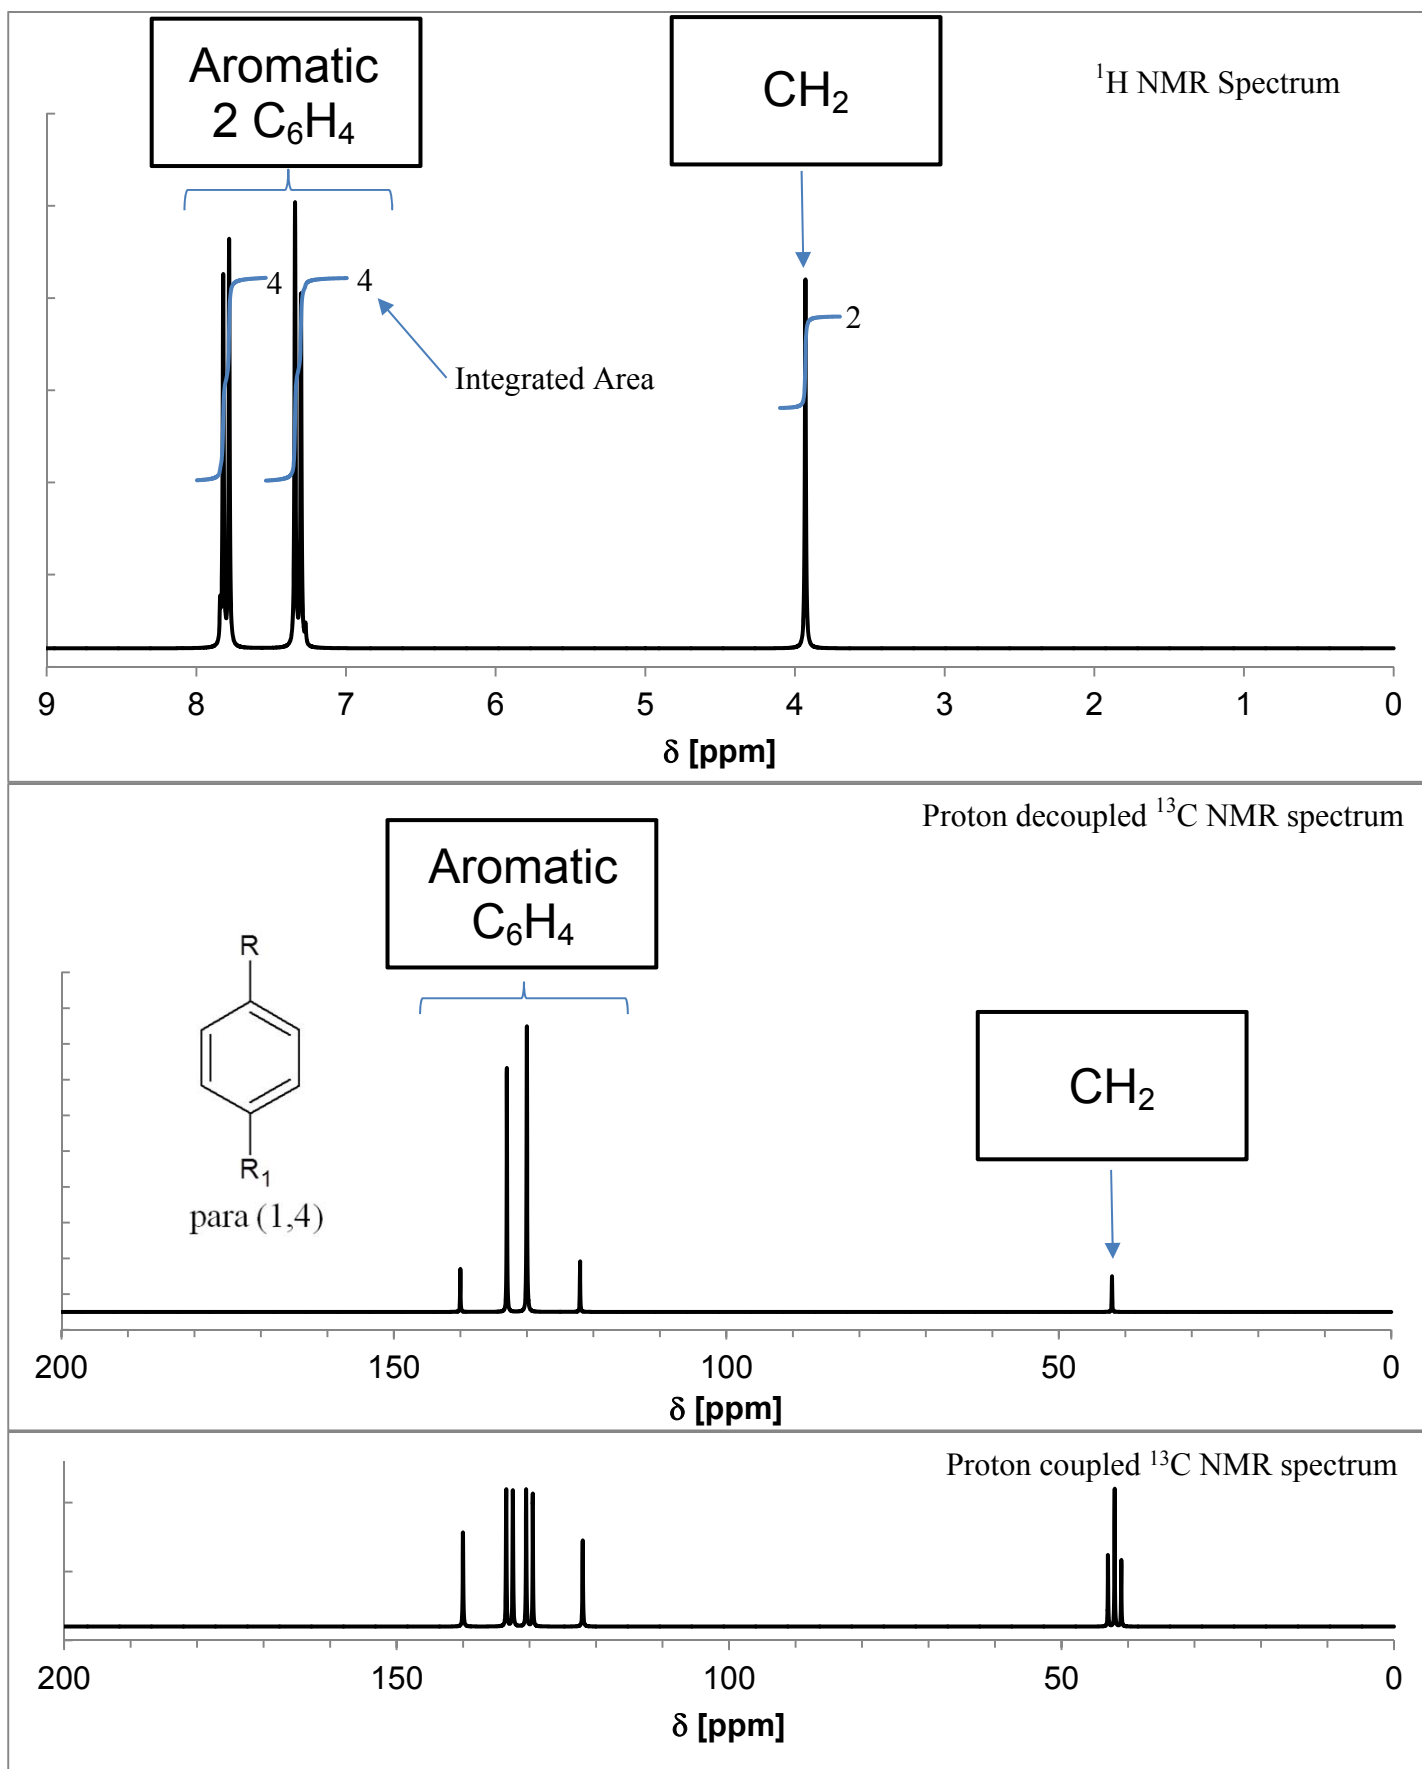 Aromatic
2 C₆H₄
CH₂
¹H NMR Spectrum
4
4
2
Integrated Area
9 8 7 6 5 4 3 2 1 0
δ [ppm]
Proton decoupled ¹³C NMR spectrum
Aromatic
C₆H₄
R
CH₂
R₁
para (1,4)
200 150 100 50 0
δ [ppm]
Proton coupled ¹³C NMR spectrum
200 150 100 50 0
δ [ppm]